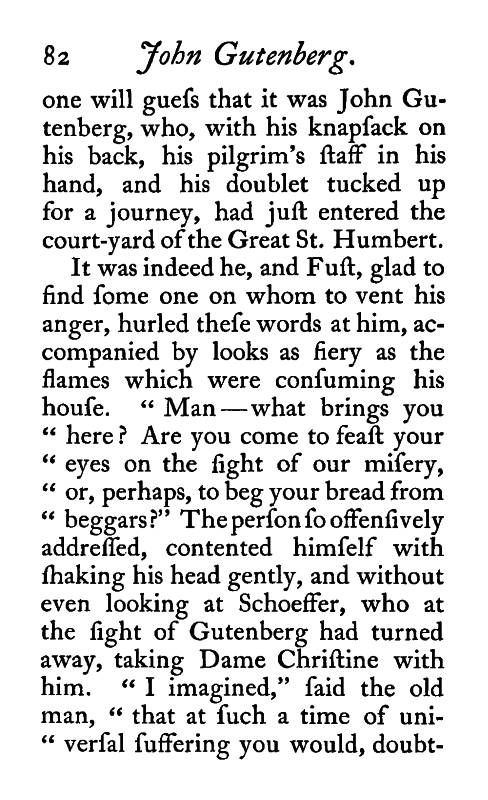 82 John Gutenberg.
one will gueſs that it was John Gu-
tenberg, who, with his knapſack on
his back, his pilgrim's ſtaff in his
hand, and his doublet tucked up
for a journey, had juſt entered the
court-yard of the Great St. Humbert.
It was indeed he, and Fuſt, glad to
find ſome one on whom to vent his
anger, hurled theſe words at him, ac-
companied by looks as fiery as the
flames which were conſuming his
houſe. “ Man—what brings you
“ here? Are you come to feaſt your
“ eyes on the ſight of our miſery,
“ or, perhaps, to beg your bread from
“ beggars?” The perſon ſo offenſively
addreſſed, contented himſelf with
ſhaking his head gently, and without
even looking at Schoeffer, who at
the ſight of Gutenberg had turned
away, taking Dame Chriſtine with
him. “ I imagined,” ſaid the old
man, “ that at ſuch a time of uni-
“ verſal ſuffering you would, doubt-